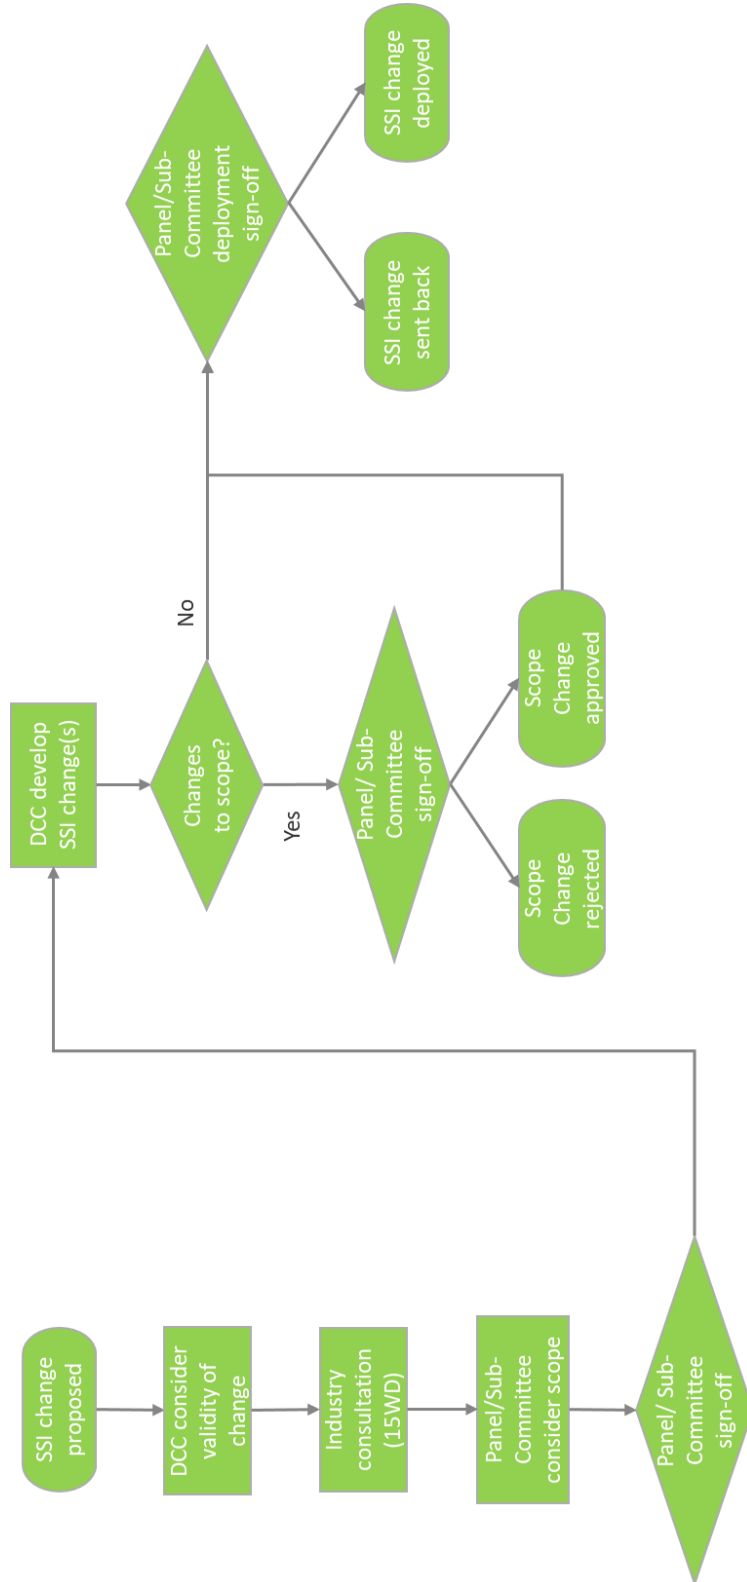 SSI change
proposed
DCC consider
validity of
change
Industry
consultation
(15WD)
Panel/Sub-
Committee
consider scope
Panel/ Sub-
Committee
sign-off
DCC develop
SSI change(s)
Changes
to scope?
Yes
No
Panel/ Sub-
Committee
sign-off
Scope
Change
rejected
Scope
Change
approved
Panel/Sub-
Committee
deployment
sign-off
SSI change
sent back
SSI change
deployed